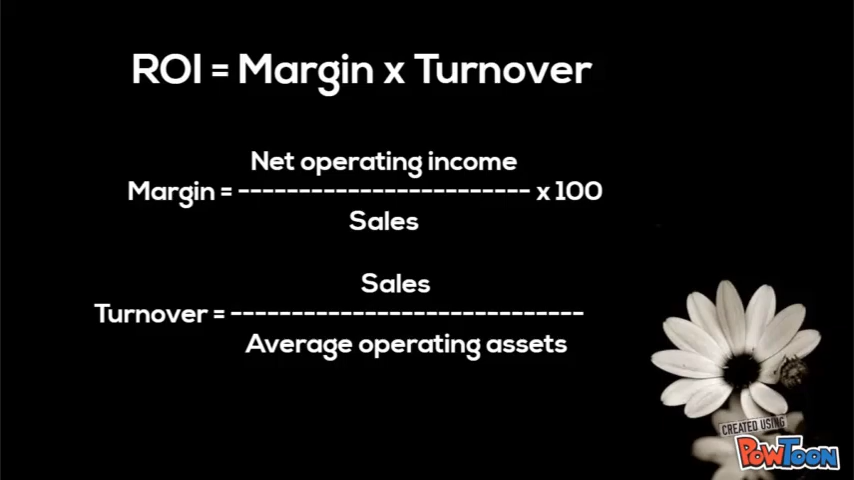 ROI = Margin x Turnover
Net operating income
Margin = ------------------------ x 100
Sales
Sales
Turnover = -----------------------------
Average operating assets
CREATED USING
POWTOON